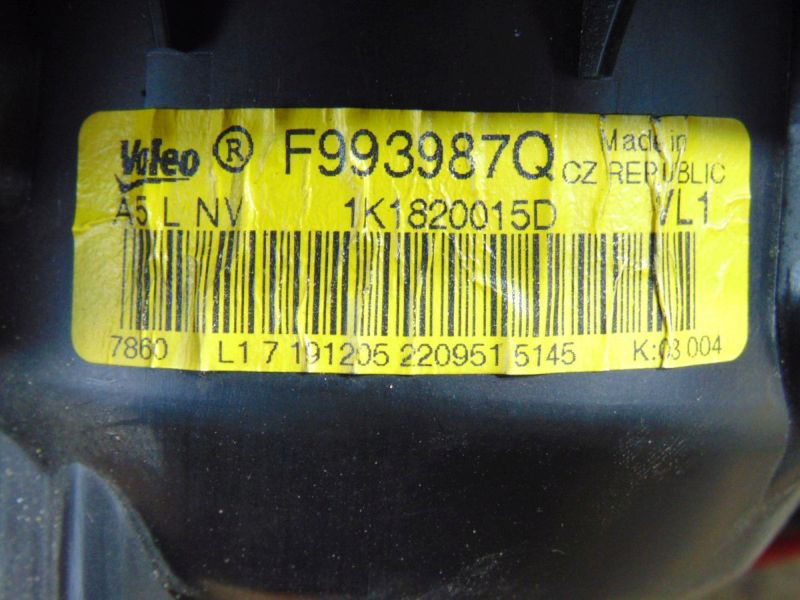 Valeo ® F993987Q Made in
CZ REPUBLIC
A5 L NV 1K1820015D VL1
7860 L1 7 191205 220951 5145 K:03 004